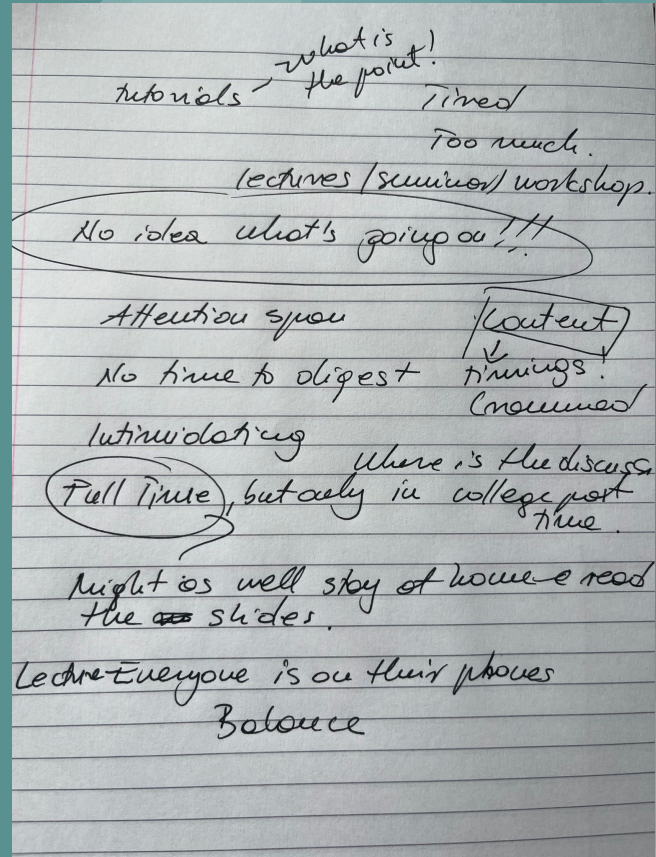 What is
the point!
tutorials
Tired
Too much.
lectures/seminar/workshop.
No idea what's going on!!!
Attention span
Content
No time to digest
timings!
Crammed
Intimidating
Where is the discuss
Full Time, but only in college part
time.
Might as well stay at home e read
the slides.
Lecture Everyone is on their phones
Balance